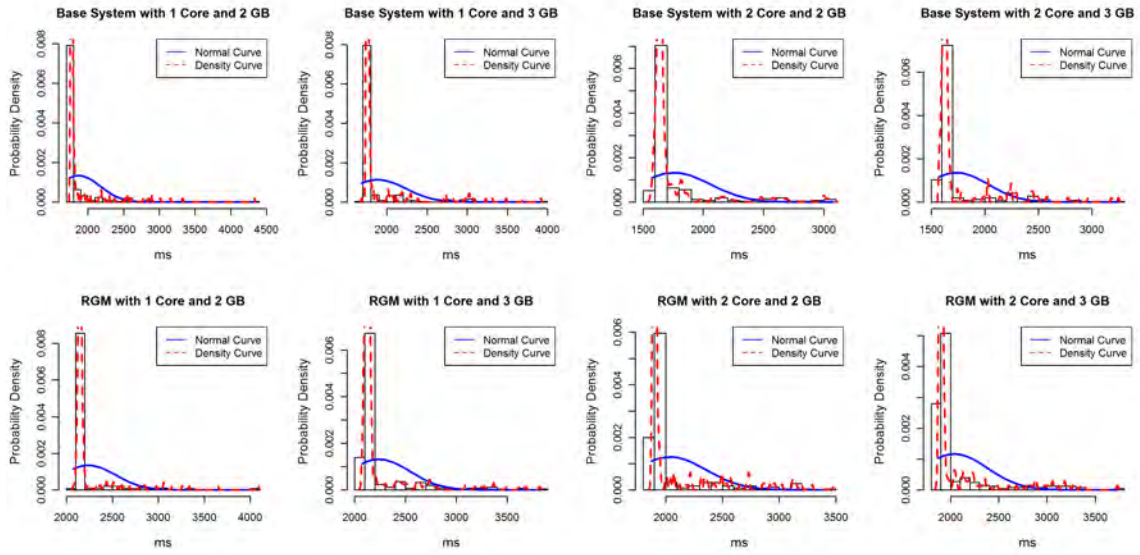 Base System with 1 Core and 2 GB
Probability Density
0.000 0.002 0.004 0.006 0.008
Normal Curve
Density Curve
2000 2500 3000 3500 4000 4500
ms
Base System with 1 Core and 3 GB
Probability Density
0.000 0.002 0.004 0.006 0.008
Normal Curve
Density Curve
2000 2500 3000 3500 4000
ms
Base System with 2 Core and 2 GB
Probability Density
0.000 0.002 0.004 0.006
Normal Curve
Density Curve
1500 2000 2500 3000
ms
Base System with 2 Core and 3 GB
Probability Density
0.000 0.002 0.004 0.006
Normal Curve
Density Curve
1500 2000 2500 3000
ms
RGM with 1 Core and 2 GB
Probability Density
0.000 0.002 0.004 0.006 0.008
Normal Curve
Density Curve
2000 2500 3000 3500 4000
ms
RGM with 1 Core and 3 GB
Probability Density
0.000 0.002 0.004 0.006
Normal Curve
Density Curve
2000 2500 3000 3500
ms
RGM with 2 Core and 2 GB
Probability Density
0.000 0.002 0.004 0.006
Normal Curve
Density Curve
2000 2500 3000 3500
ms
RGM with 2 Core and 3 GB
Probability Density
0.000 0.002 0.004
Normal Curve
Density Curve
2000 2500 3000 3500
ms